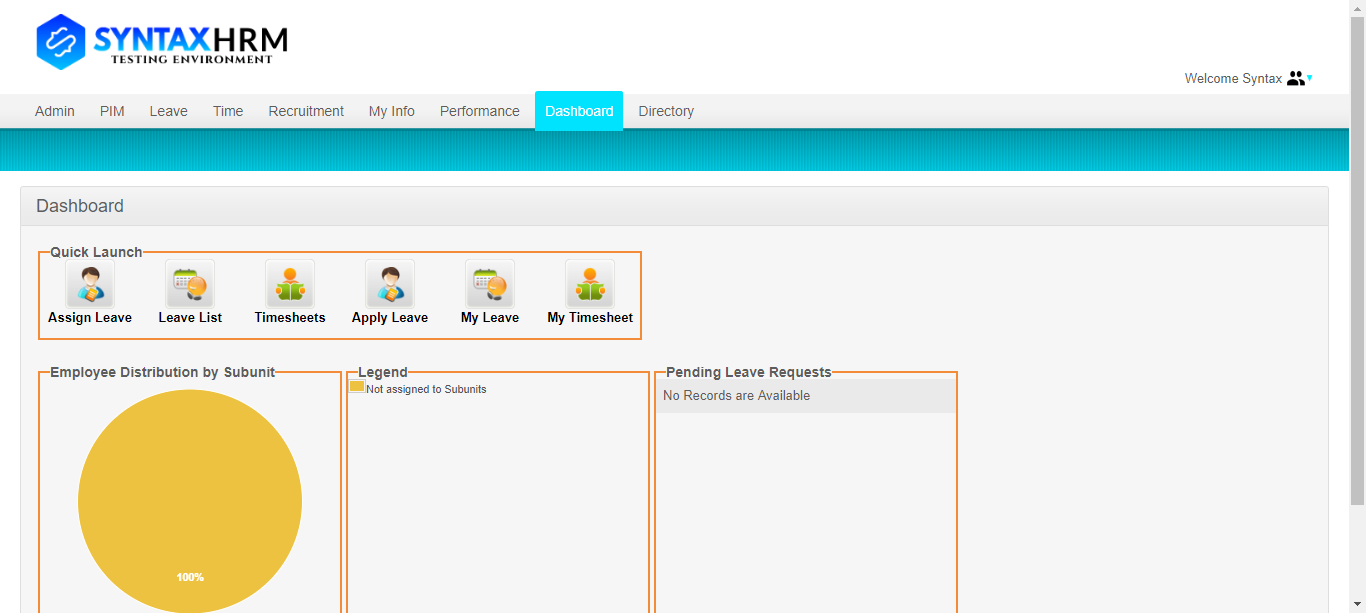 SYNTAXHRM
TESTING ENVIRONMENT
Welcome Syntax
Admin PIM Leave Time Recruitment My Info Performance Dashboard Directory
Dashboard
Quick Launch
Assign Leave Leave List Timesheets Apply Leave My Leave My Timesheet
Employee Distribution by Subunit
100%
Legend
Not assigned to Subunits
Pending Leave Requests
No Records are Available